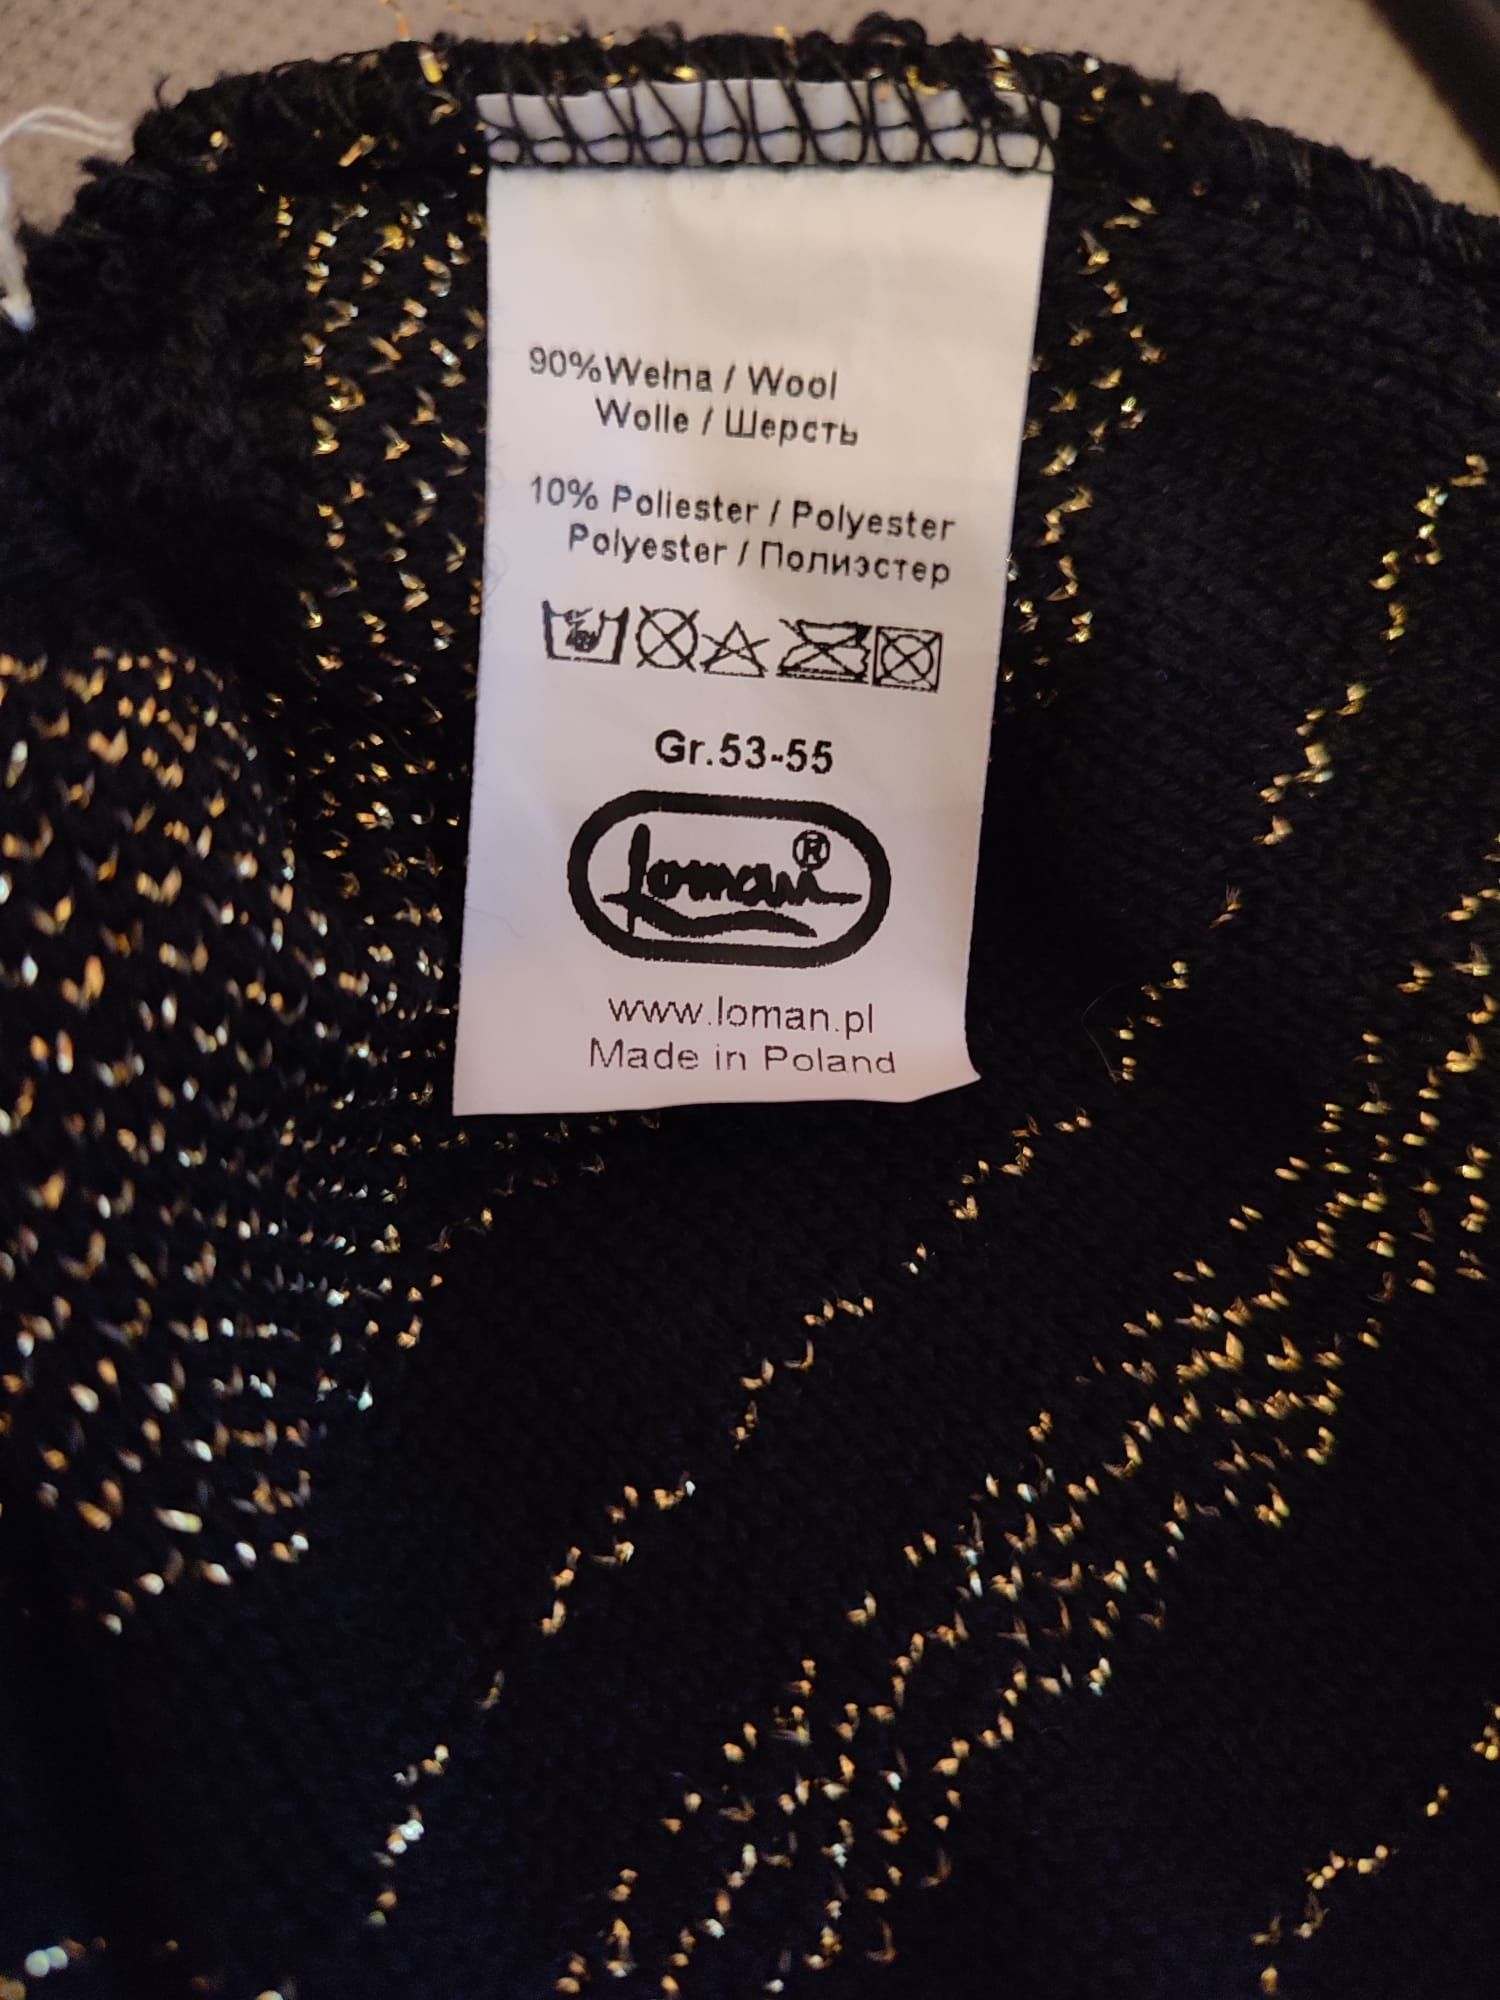 90%Wełna / Wool
Wolle / Шерсть
10% Poliester / Polyester
Polyester / Полиэстер
Gr.53-55
Loman®
www.loman.pl
Made in Poland